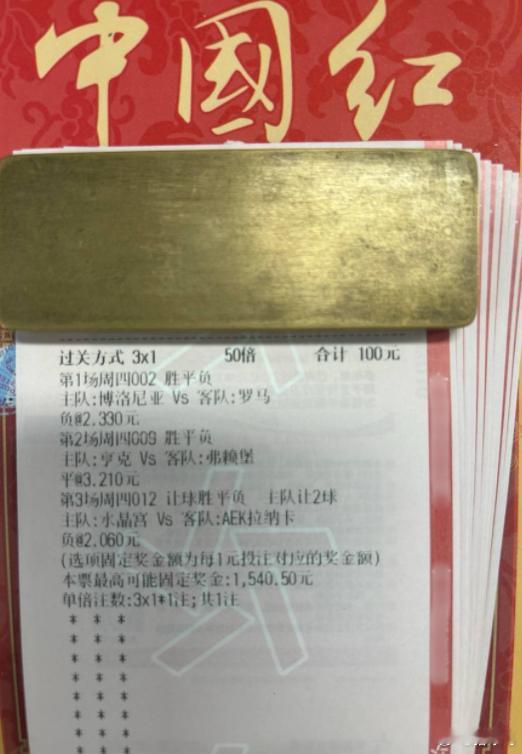 中國红
过关方式 3x1 50倍 合计 100元
第1场周四002 胜平负
主队:博洛尼亚 Vs 客队:罗马
负@2.330元
第2场周四009 胜平负
主队:亨克 Vs 客队:弗赖堡
平@3.210元
第3场周四012 让球胜平负 主队让2球
主队:水晶宫 Vs 客队:AEK拉纳卡
负@2.060元
(选项固定奖金额为每1元投注对应的奖金额)
本票最高可能固定奖金:1,540.50元
单倍注数:3x1*1注;共1注
* * *
* * *
* * *
* * *
* * *
* * *
* * *